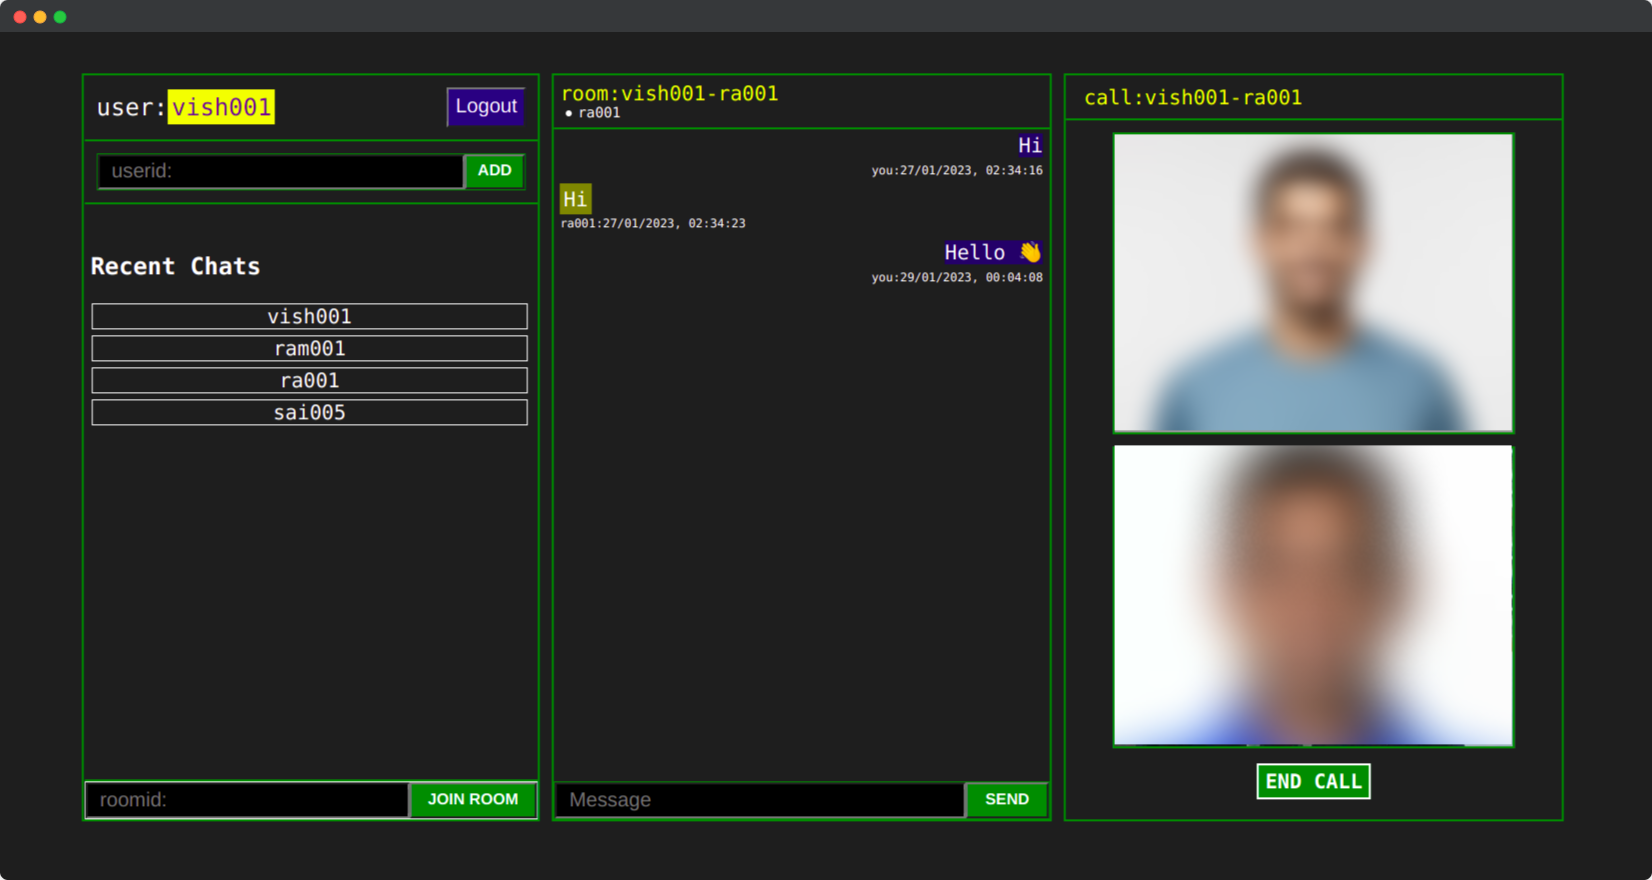 user:vish001
Logout
userid:
ADD
Recent Chats
vish001
ram001
ra001
sai005
roomid:
JOIN ROOM
room:vish001-ra001
• ra001
Hi
you:27/01/2023, 02:34:16
Hi
ra001:27/01/2023, 02:34:23
Hello 👋
you:29/01/2023, 00:04:08
Message
SEND
call:vish001-ra001
END CALL